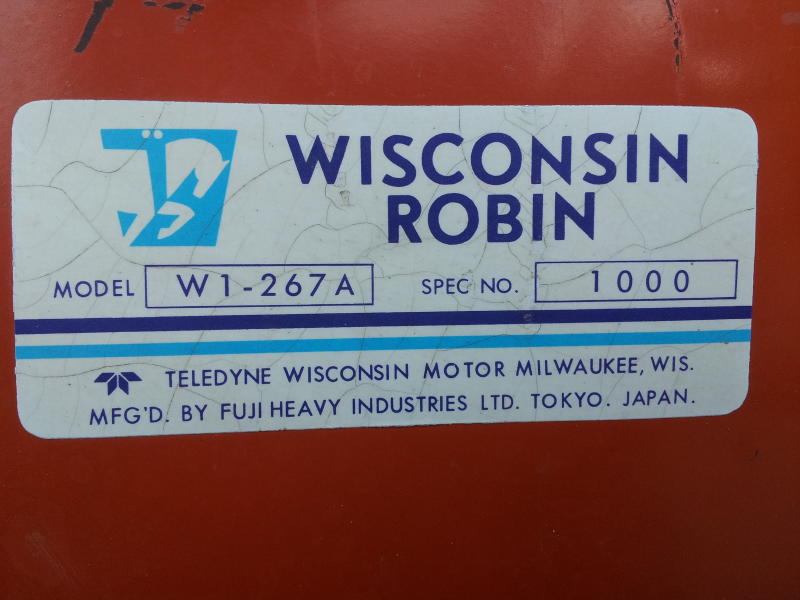 WISCONSIN
ROBIN
MODEL W1-267A SPEC NO. 1000
TELEDYNE WISCONSIN MOTOR MILWAUKEE, WIS.
MFG'D. BY FUJI HEAVY INDUSTRIES LTD. TOKYO. JAPAN.